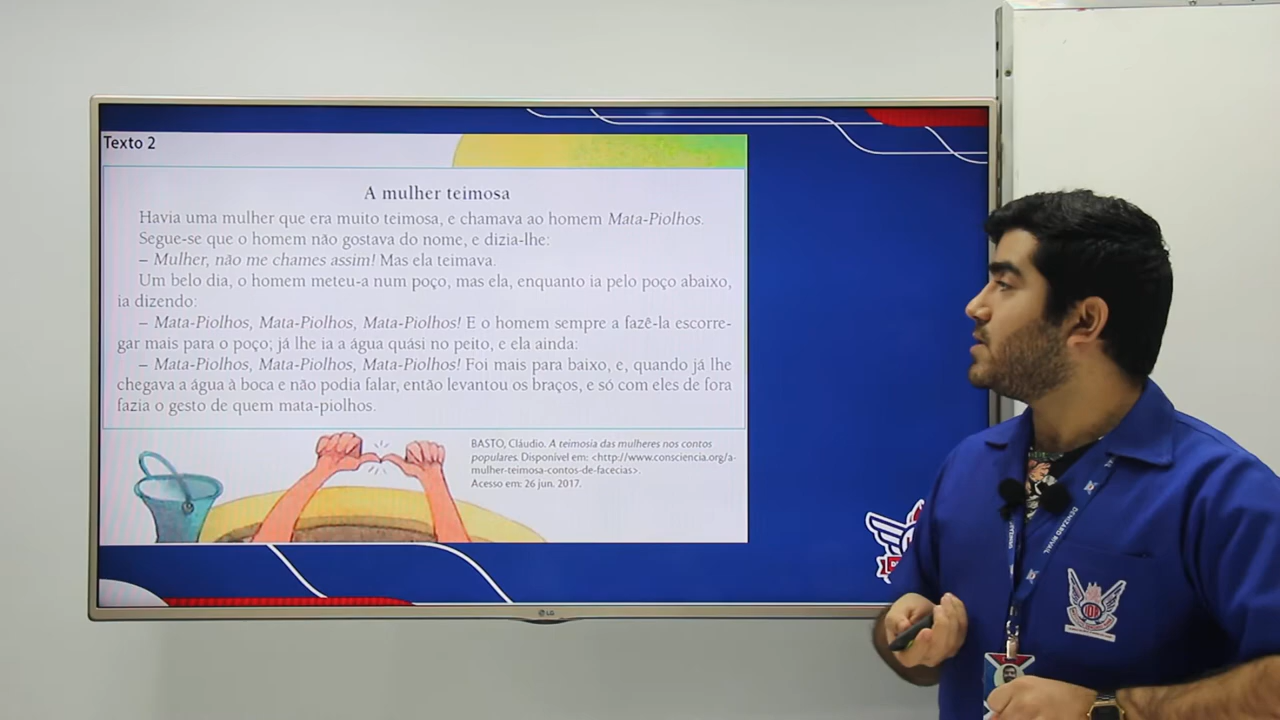 Texto 2
A mulher teimosa
Havia uma mulher que era muito teimosa, e chamava ao homem Mata-Piolhos.
Segue-se que o homem não gostava do nome, e dizia-lhe:
– Mulher, não me chames assim! Mas ela teimava.
Um belo dia, o homem meteu-a num poço, mas ela, enquanto ia pelo poço abaixo,
ia dizendo:
– Mata-Piolhos, Mata-Piolhos, Mata-Piolhos! E o homem sempre a fazê-la escorre-
gar mais para o poço; já lhe ia a água quási no peito, e ela ainda:
– Mata-Piolhos, Mata-Piolhos, Mata-Piolhos! Foi mais para baixo, e, quando já lhe
chegava a água à boca e não podia falar, então levantou os braços, e só com eles de fora
fazia o gesto de quem mata-piolhos.
BASTO, Cláudio. A teimosia das mulheres nos contos
populares. Disponível em: <http://www.consciencia.org/a-
mulher-teimosa-contos-de-facecias>.
Acesso em: 26 jun. 2017.
LG
DENIZARD RIVAIL